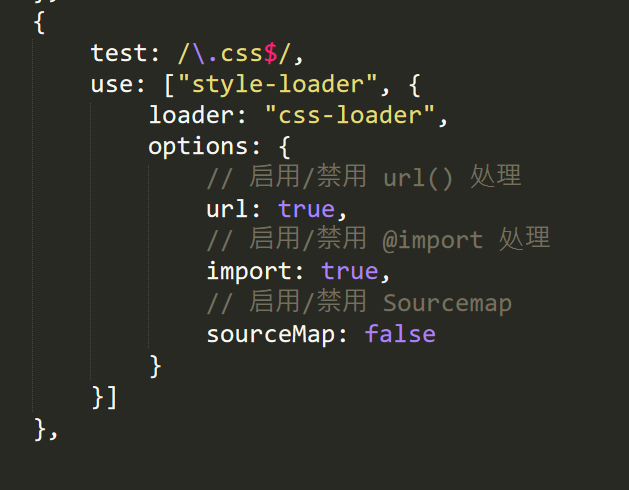 {
test: /\.css$/,
use: ["style-loader", {
loader: "css-loader",
options: {
// 启用/禁用 url() 处理
url: true,
// 启用/禁用 @import 处理
import: true,
// 启用/禁用 Sourcemap
sourceMap: false
}
}]
},